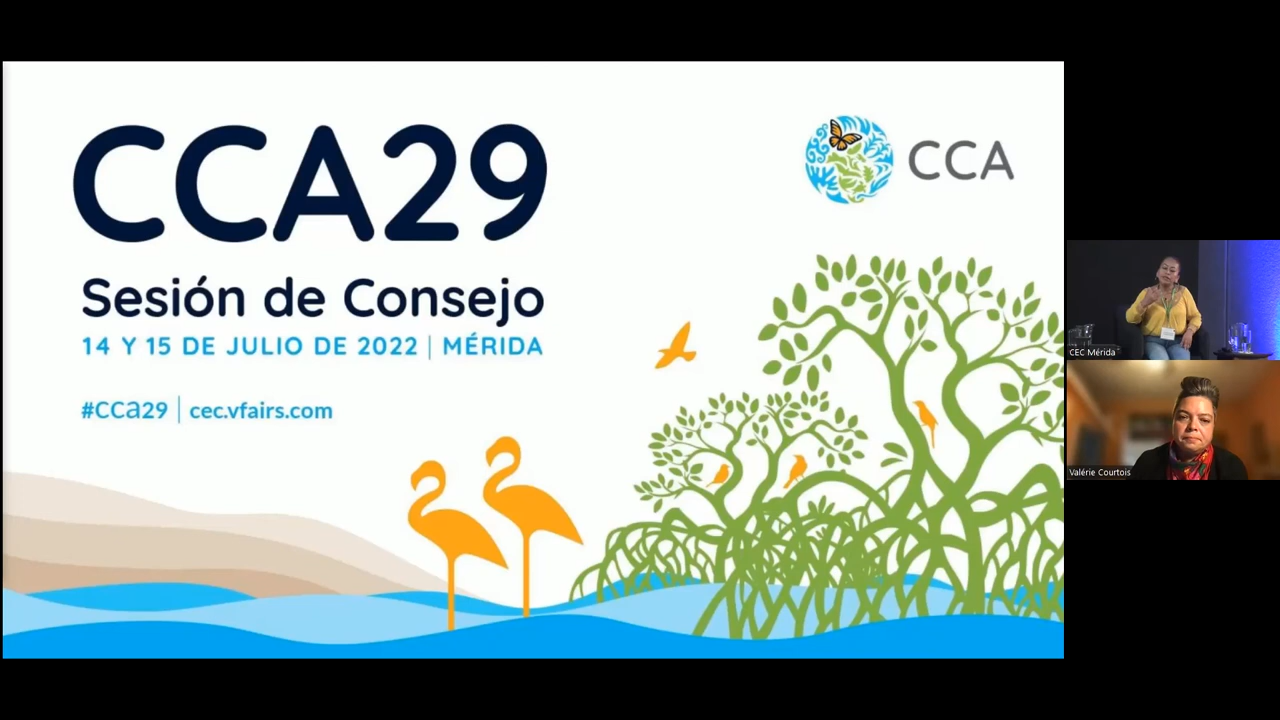 CCA29
CCA
Sesión de Consejo
14 Y 15 DE JULIO DE 2022 | MÉRIDA
#CCa29 | cec.vfairs.com
CEC Mérida
Valérie Courtois